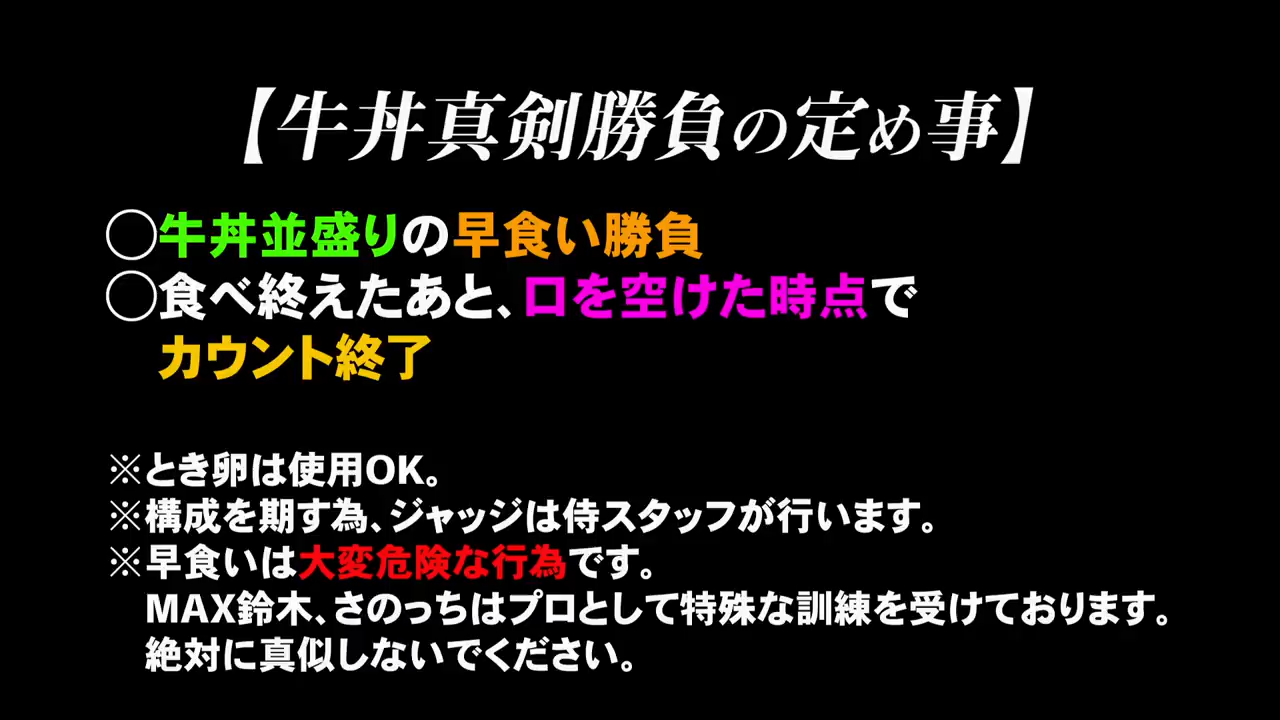 【牛丼真剣勝負の定め事】
◯牛丼並盛りの早食い勝負
◯食べ終えたあと、口を空けた時点で
カウント終了
※とき卵は使用OK。
※構成を期す為、ジャッジは侍スタッフが行います。
※早食いは大変危険な行為です。
MAX鈴木、さのっちはプロとして特殊な訓練を受けております。
絶対に真似しないでください。